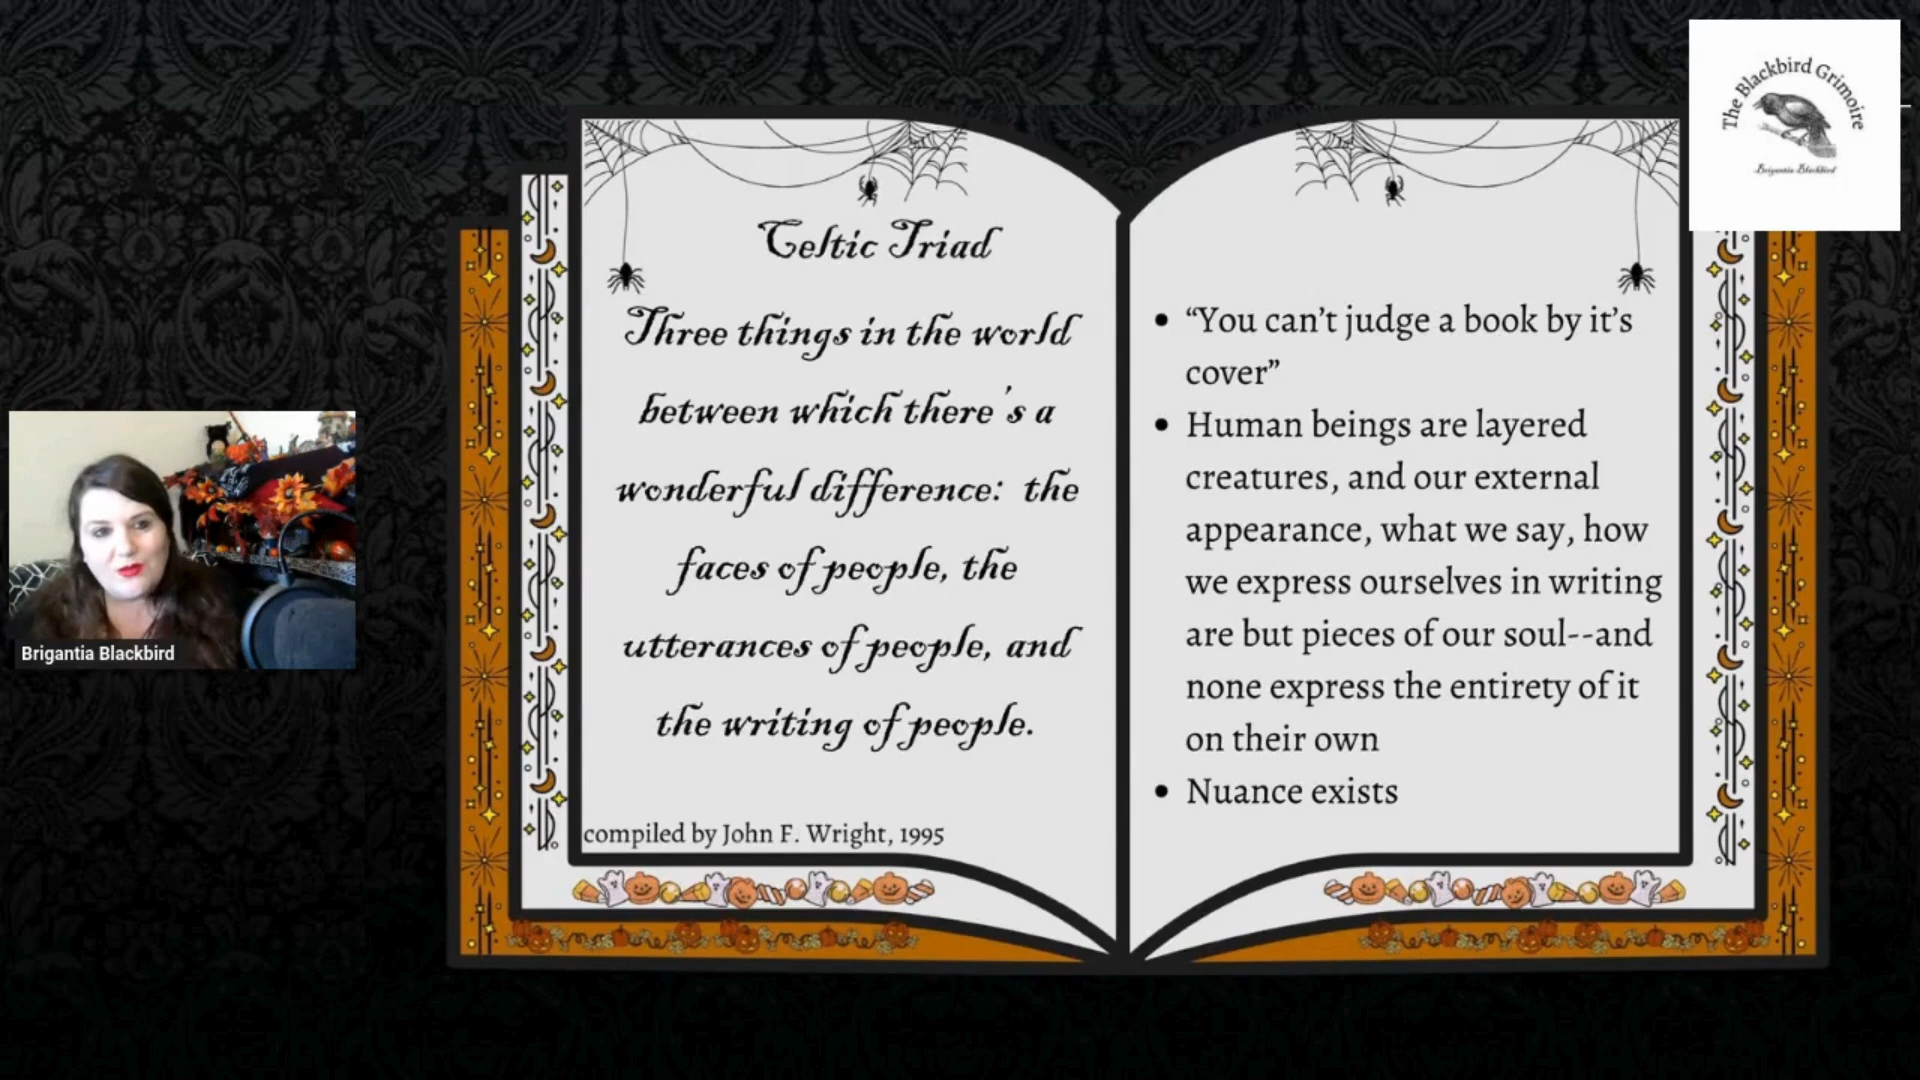 The Blackbird Grimoire
Brigantia Blackbird
Celtic Triad
Three things in the world
between which there's a
wonderful difference: the
faces of people, the
utterances of people, and
the writing of people.
compiled by John F. Wright, 1995
• “You can’t judge a book by it’s
cover”
• Human beings are layered
creatures, and our external
appearance, what we say, how
we express ourselves in writing
are but pieces of our soul--and
none express the entirety of it
on their own
• Nuance exists
Brigantia Blackbird